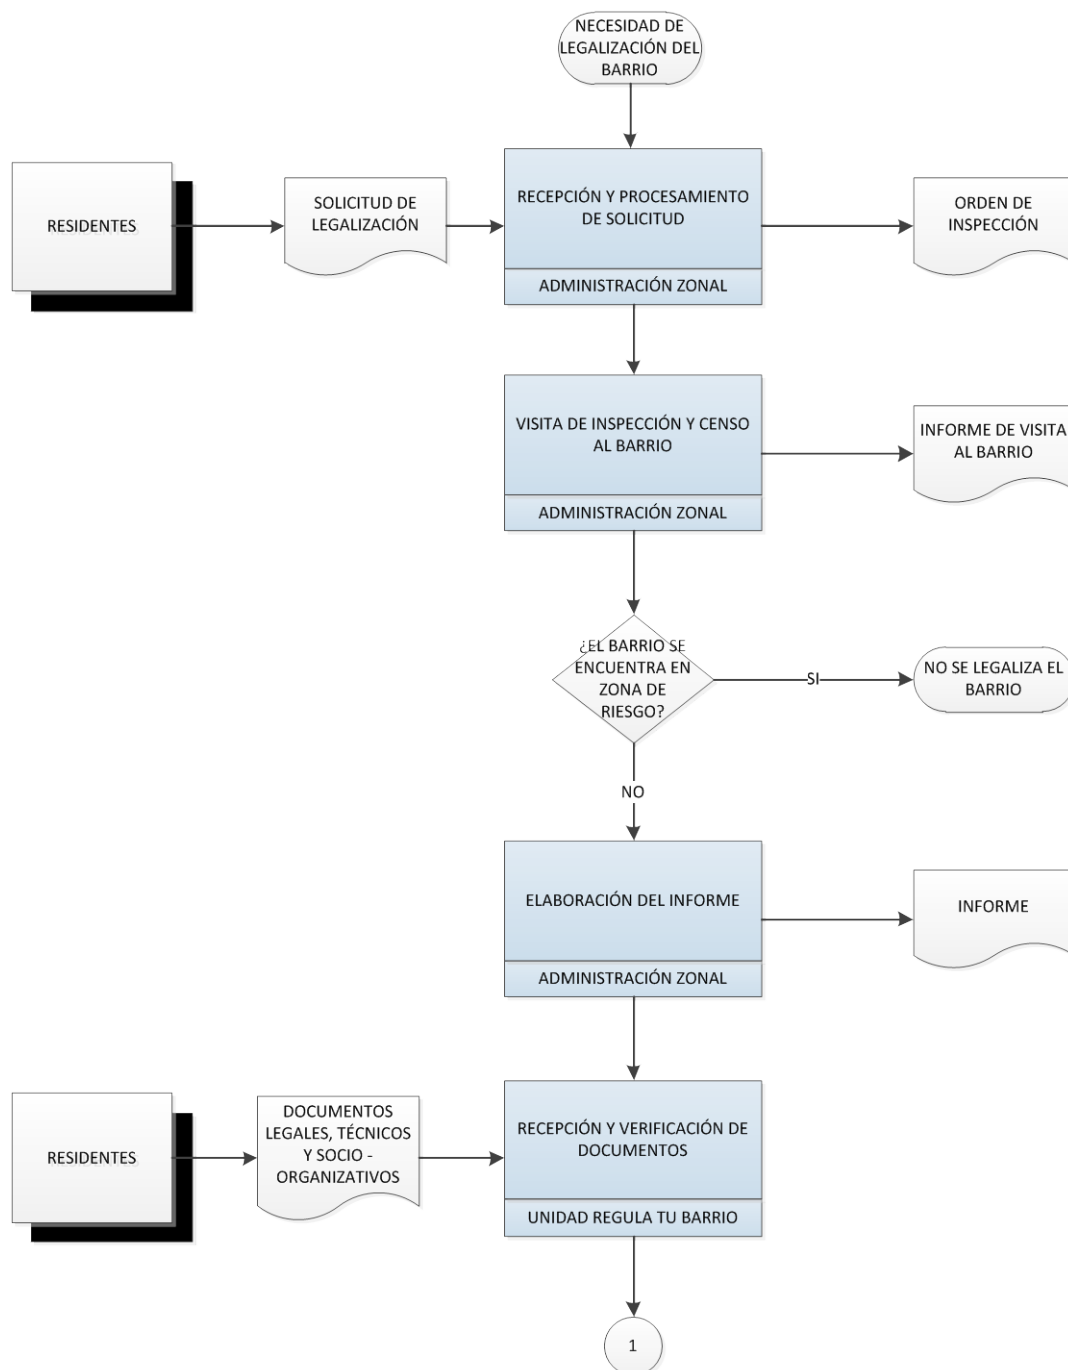 NECESIDAD DE
LEGALIZACIÓN DEL
BARRIO
RESIDENTES
SOLICITUD DE
LEGALIZACIÓN
RECEPCIÓN Y PROCESAMIENTO
DE SOLICITUD
ADMINISTRACIÓN ZONAL
ORDEN DE
INSPECCIÓN
VISITA DE INSPECCIÓN Y CENSO
AL BARRIO
ADMINISTRACIÓN ZONAL
INFORME DE VISITA
AL BARRIO
¿EL BARRIO SE
ENCUENTRA EN
ZONA DE
RIESGO?
SI
NO SE LEGALIZA EL
BARRIO
NO
ELABORACIÓN DEL INFORME
ADMINISTRACIÓN ZONAL
INFORME
RESIDENTES
DOCUMENTOS
LEGALES, TÉCNICOS
Y SOCIO -
ORGANIZATIVOS
RECEPCIÓN Y VERIFICACIÓN DE
DOCUMENTOS
UNIDAD REGULA TU BARRIO
1